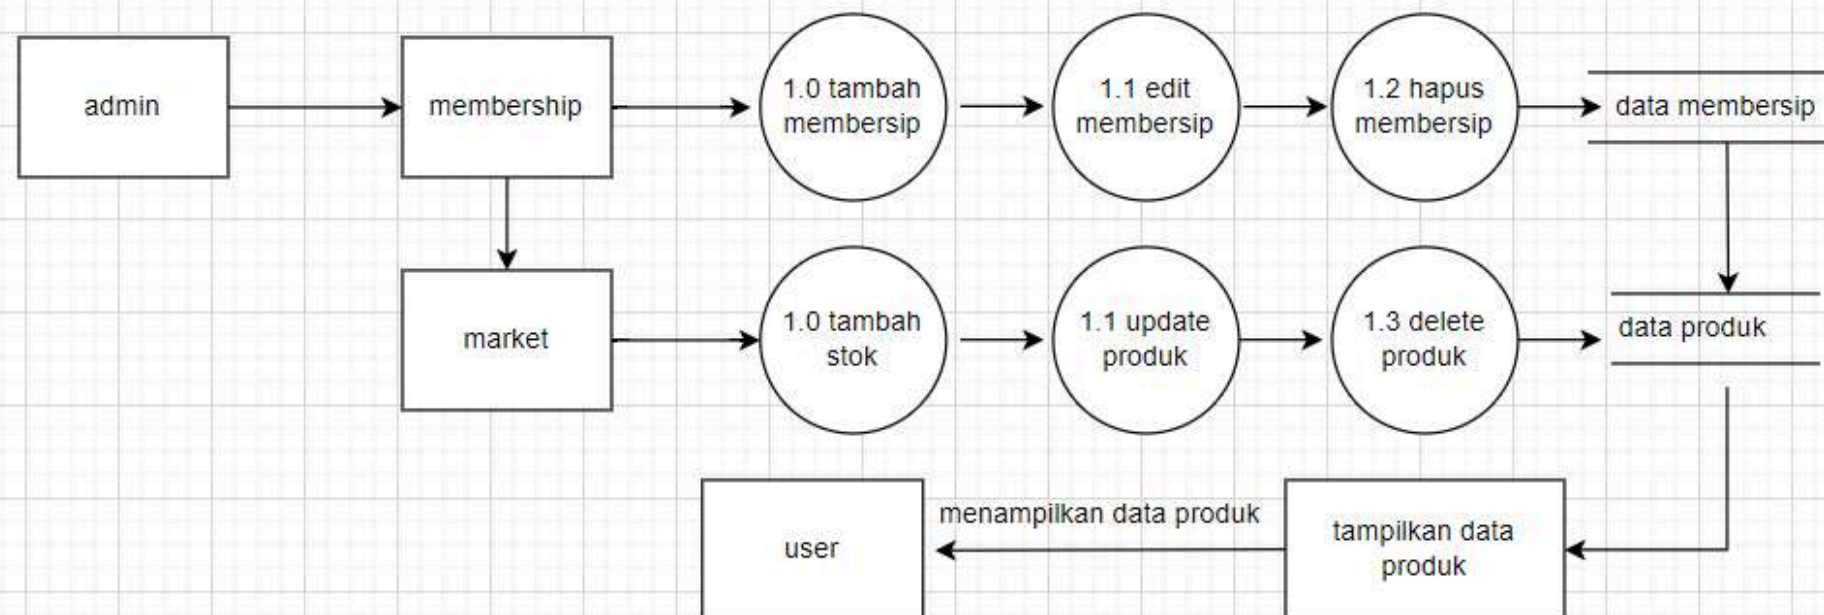 admin
membership
1.0 tambah
membersip
1.1 edit
membersip
1.2 hapus
membersip
data membersip
market
1.0 tambah
stok
1.1 update
produk
1.3 delete
produk
data produk
user
menampilkan data produk
tampilkan data
produk